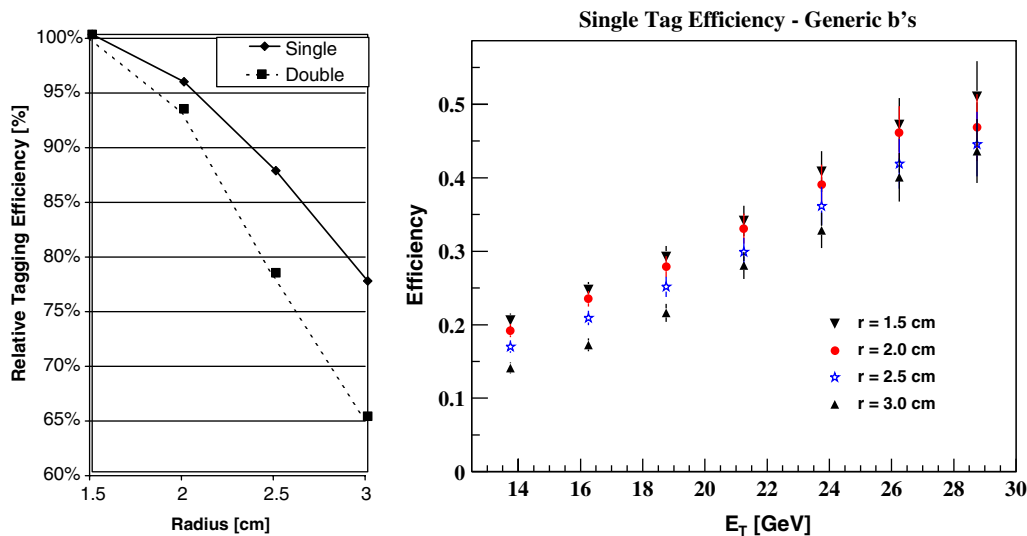 100%
95%
90%
85%
80%
75%
70%
65%
60%
1.5
2
2.5
3
Relative Tagging Efficiency [%]
Radius [cm]
Single
Double
Single Tag Efficiency - Generic b's
0.5
0.4
0.3
0.2
0.1
0
14
16
18
20
22
24
26
28
30
Efficiency
E_T [GeV]
r = 1.5 cm
r = 2.0 cm
r = 2.5 cm
r = 3.0 cm